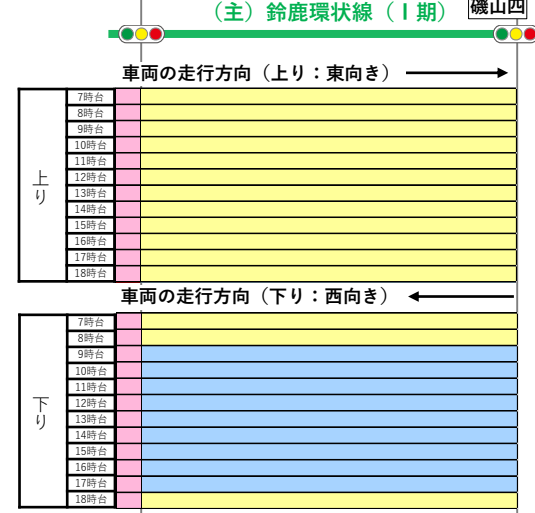 (主)鈴鹿環状線(Ⅰ期)
磯山四
車両の走行方向(上り:東向き)
上り
7時台
8時台
9時台
10時台
11時台
12時台
13時台
14時台
15時台
16時台
17時台
18時台
車両の走行方向(下り:西向き)
下り
7時台
8時台
9時台
10時台
11時台
12時台
13時台
14時台
15時台
16時台
17時台
18時台